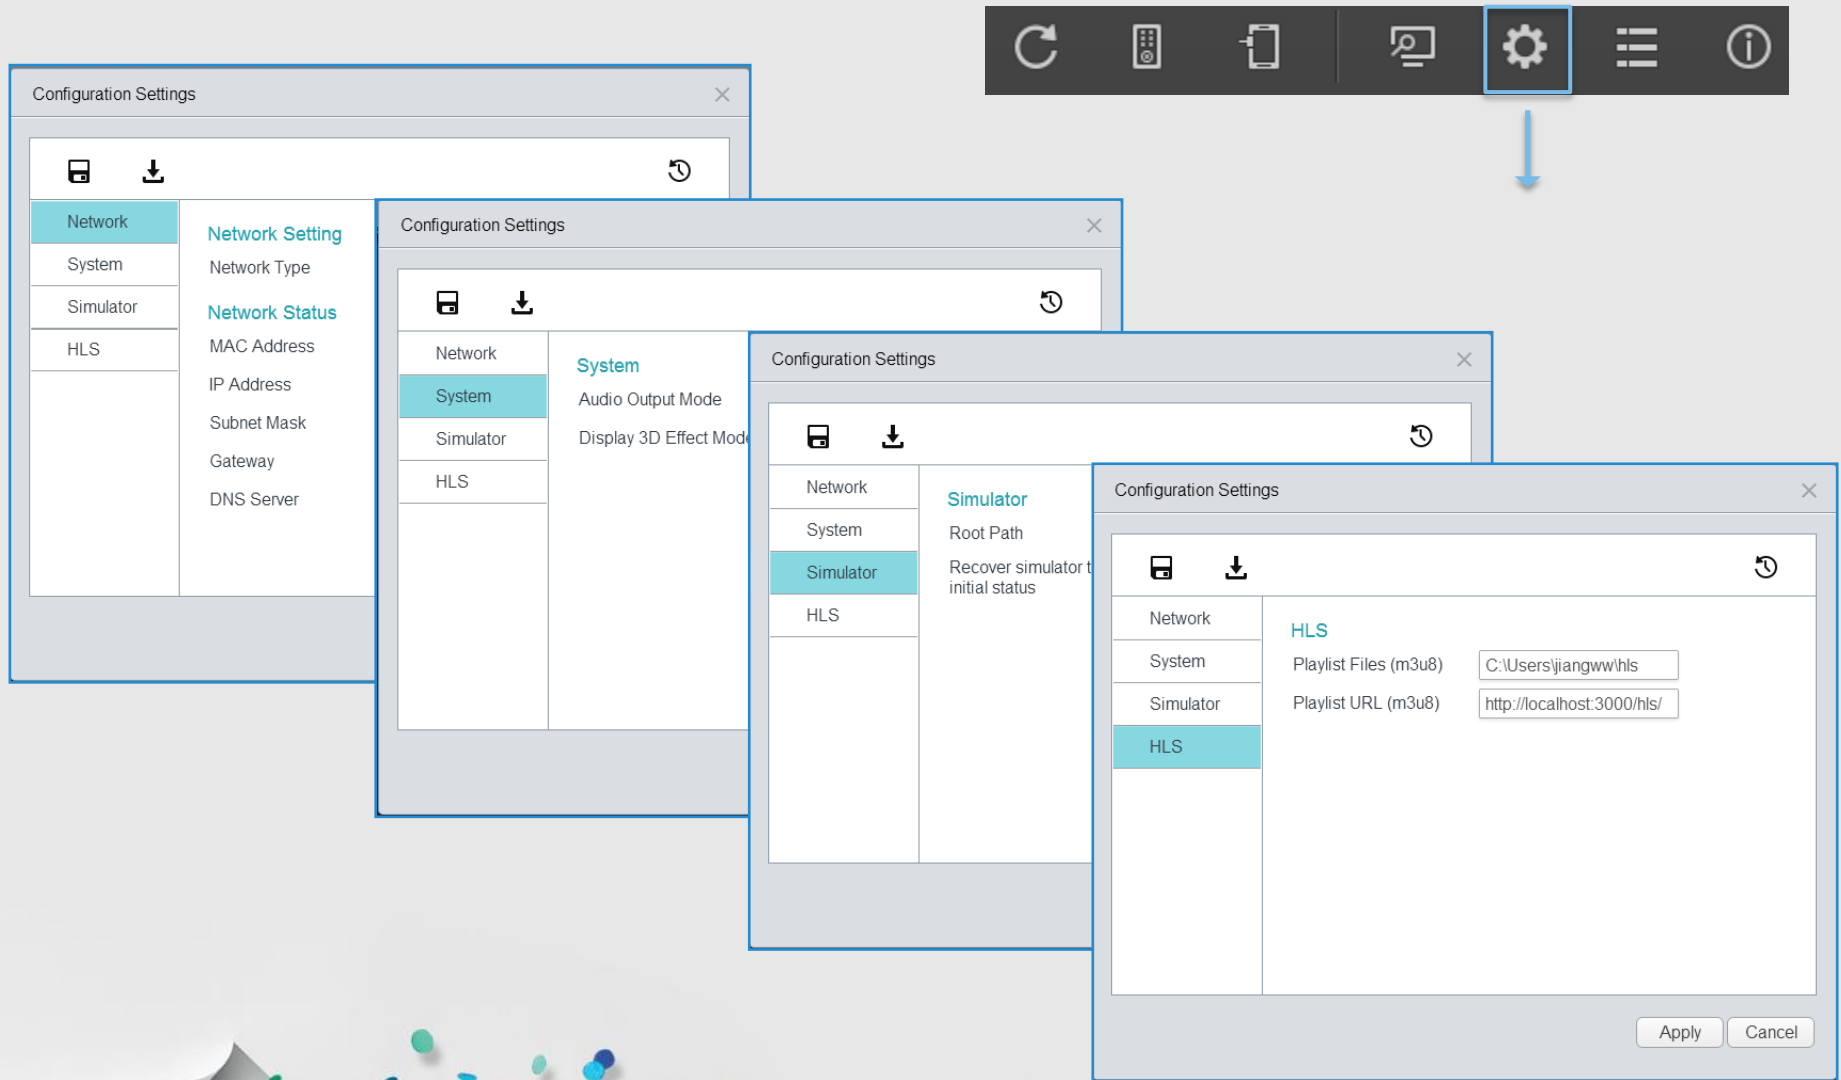 Configuration Settings
Network
System
Simulator
HLS
Network Setting
Network Type
Network Status
MAC Address
IP Address
Subnet Mask
Gateway
DNS Server
Configuration Settings
Network
System
Simulator
HLS
System
Audio Output Mode
Display 3D Effect Mode
Configuration Settings
Network
System
Simulator
HLS
Simulator
Root Path
Recover simulator t
initial status
Configuration Settings
Network
System
Simulator
HLS
HLS
Playlist Files (m3u8) C:\Users\jiangww\hls
Playlist URL (m3u8) http://localhost:3000/hls/
Apply Cancel